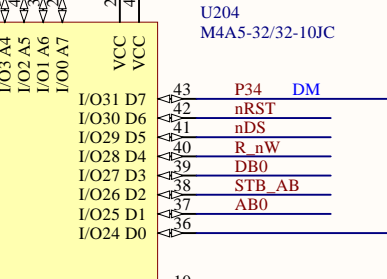 U204
M4A5-32/32-10JC
I/O3 A4
I/O2 A5
I/O1 A6
I/O0 A7
VCC
VCC
I/O31 D7 43 P34 DM
I/O30 D6 42 nRST
I/O29 D5 41 nDS
I/O28 D4 40 R_nW
I/O27 D3 39 DB0
I/O26 D2 38 STB_AB
I/O25 D1 37 AB0
I/O24 D0 36